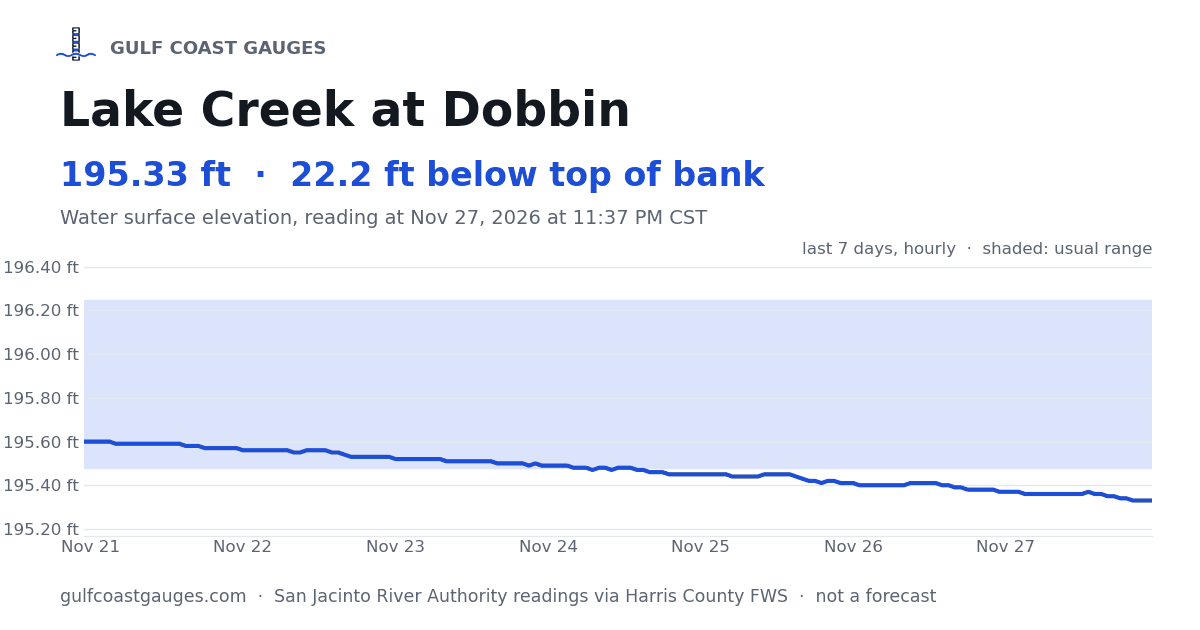 GULF COAST GAUGES
Lake Creek at Dobbin
195.33 ft · 22.2 ft below top of bank
Water surface elevation, reading at Nov 27, 2026 at 11:37 PM CST
last 7 days, hourly · shaded: usual range
196.40 ft
196.20 ft
196.00 ft
195.80 ft
195.60 ft
195.40 ft
195.20 ft
Nov 21 Nov 22 Nov 23 Nov 24 Nov 25 Nov 26 Nov 27
gulfcoastgauges.com · San Jacinto River Authority readings via Harris County FWS · not a forecast